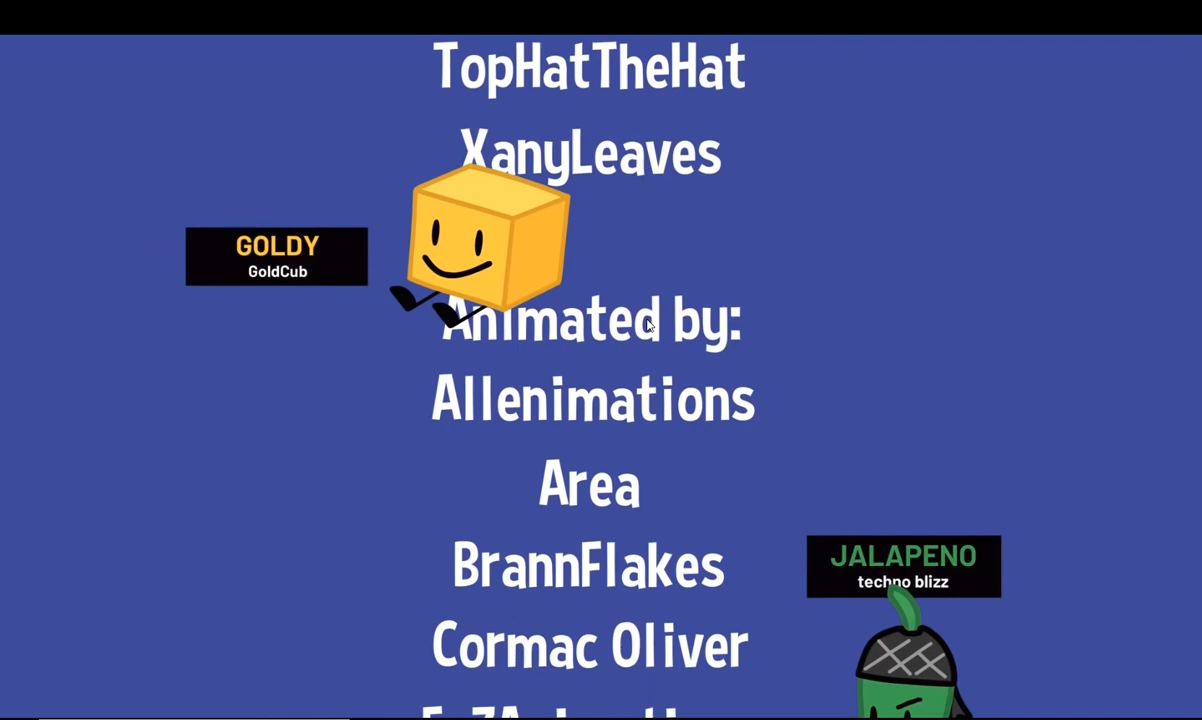 TopHatTheHat
XanyLeaves
GOLDY
GoldCub
Animated by:
Allenimations
Area
BrannFlakes
JALAPENO
techno blizz
Cormac Oliver